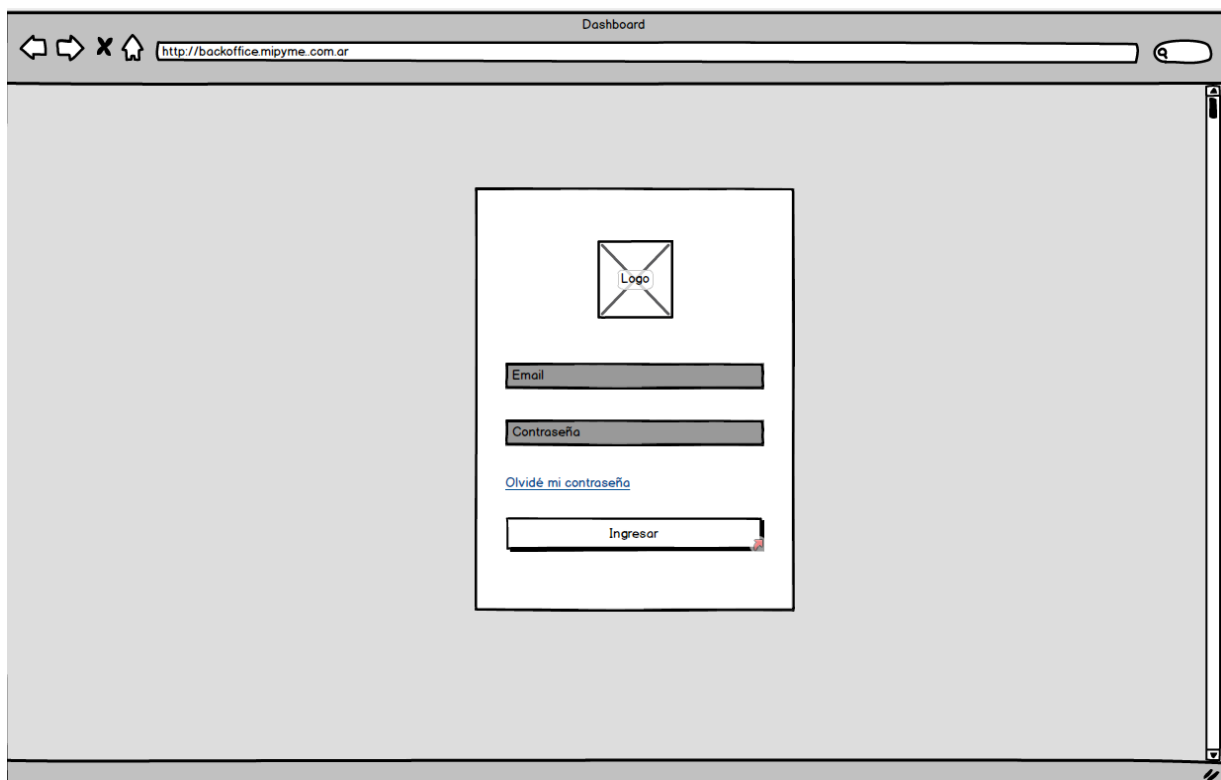 Dashboard
http://backoffice.mipyme..com.ar
Logo
Email
Contraseña
Olvidé mi contraseña
Ingresar